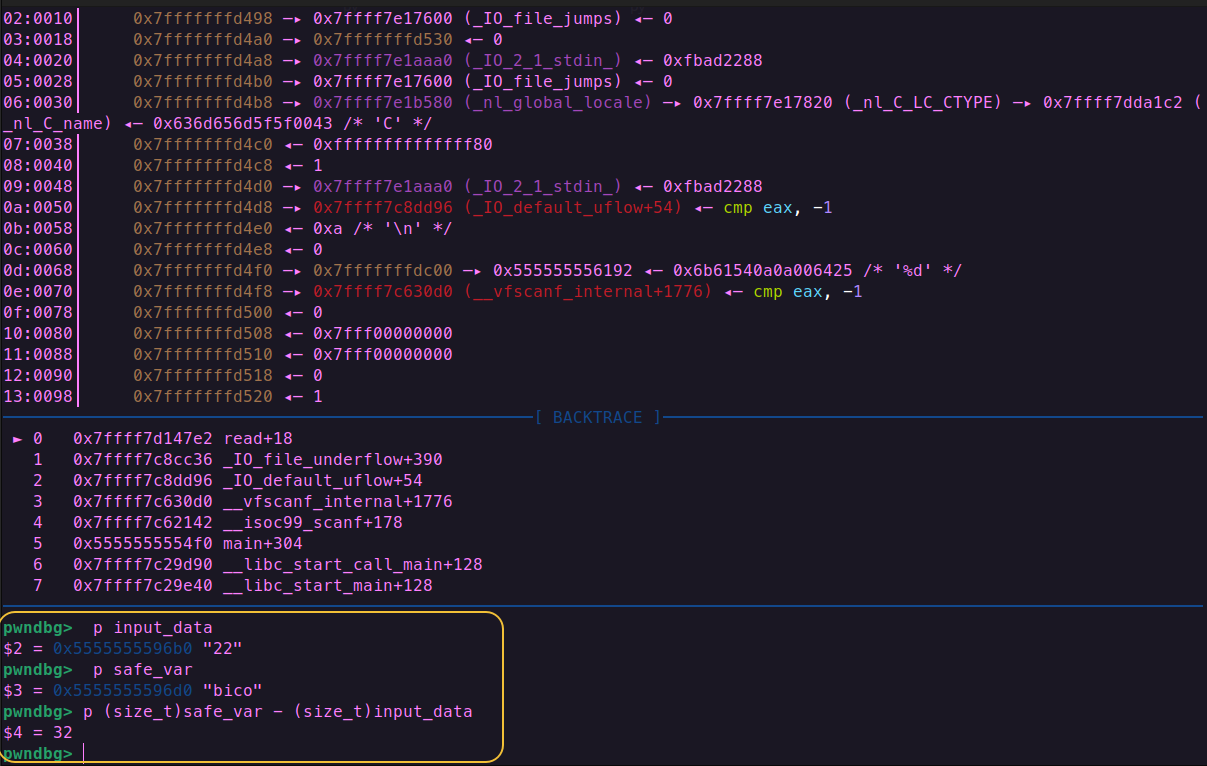 02:0010│     0x7fffffffd498 —▸ 0x7ffff7e17600 (_IO_file_jumps) ◂— 0
03:0018│     0x7fffffffd4a0 —▸ 0x7fffffffd530 ◂— 0
04:0020│     0x7fffffffd4a8 —▸ 0x7ffff7e1aaa0 (_IO_2_1_stdin_) ◂— 0xfbad2288
05:0028│     0x7fffffffd4b0 —▸ 0x7ffff7e17600 (_IO_file_jumps) ◂— 0
06:0030│     0x7fffffffd4b8 —▸ 0x7ffff7e1b580 (_nl_global_locale) —▸ 0x7ffff7e17820 (_nl_C_LC_CTYPE) —▸ 0x7ffff7dda1c2 (
_nl_C_name) ◂— 0x636d656d5f5f0043 /* 'C' */
07:0038│     0x7fffffffd4c0 ◂— 0xffffffffffffff80
08:0040│     0x7fffffffd4c8 ◂— 1
09:0048│     0x7fffffffd4d0 —▸ 0x7ffff7e1aaa0 (_IO_2_1_stdin_) ◂— 0xfbad2288
0a:0050│     0x7fffffffd4d8 —▸ 0x7ffff7c8dd96 (_IO_default_uflow+54) ◂— cmp eax, -1
0b:0058│     0x7fffffffd4e0 ◂— 0xa /* '\n' */
0c:0060│     0x7fffffffd4e8 ◂— 0
0d:0068│     0x7fffffffd4f0 —▸ 0x7fffffffdc00 —▸ 0x555555556192 ◂— 0x6b61540a0a006425 /* '%d' */
0e:0070│     0x7fffffffd4f8 —▸ 0x7ffff7c630d0 (__vfscanf_internal+1776) ◂— cmp eax, -1
0f:0078│     0x7fffffffd500 ◂— 0
10:0080│     0x7fffffffd508 ◂— 0x7fff00000000
11:0088│     0x7fffffffd510 ◂— 0x7fff00000000
12:0090│     0x7fffffffd518 ◂— 0
13:0098│     0x7fffffffd520 ◂— 1
[ BACKTRACE ]
► 0   0x7ffff7d147e2 read+18
1   0x7ffff7c8cc36 _IO_file_underflow+390
2   0x7ffff7c8dd96 _IO_default_uflow+54
3   0x7ffff7c630d0 __vfscanf_internal+1776
4   0x7ffff7c62142 __isoc99_scanf+178
5   0x5555555554f0 main+304
6   0x7ffff7c29d90 __libc_start_call_main+128
7   0x7ffff7c29e40 __libc_start_main+128
pwndbg>  p input_data
$2 = 0x5555555596b0 "22"
pwndbg>  p safe_var
$3 = 0x5555555596d0 "bico"
pwndbg> p (size_t)safe_var - (size_t)input_data
$4 = 32
pwndbg>